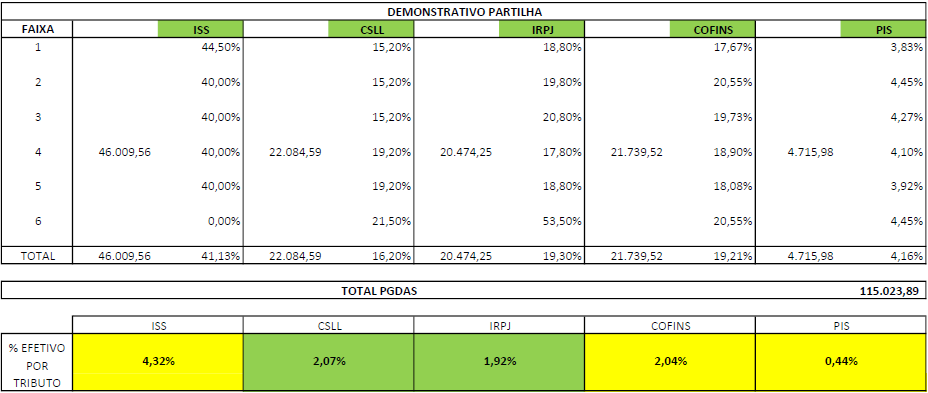 DEMONSTRATIVO PARTILHA
FAIXA ISS CSLL IRPJ COFINS PIS
1 44,50% 15,20% 18,80% 17,67% 3,83%
2 40,00% 15,20% 19,80% 20,55% 4,45%
3 40,00% 15,20% 20,80% 19,73% 4,27%
4 46.009,56 40,00% 22.084,59 19,20% 20.474,25 17,80% 21.739,52 18,90% 4.715,98 4,10%
5 40,00% 19,20% 18,80% 18,08% 3,92%
6 0,00% 21,50% 53,50% 20,55% 4,45%
TOTAL 46.009,56 41,13% 22.084,59 16,20% 20.474,25 19,30% 21.739,52 19,21% 4.715,98 4,16%
TOTAL PGDAS 115.023,89
ISS CSLL IRPJ COFINS PIS
% EFETIVO
POR
TRIBUTO
4,32% 2,07% 1,92% 2,04% 0,44%